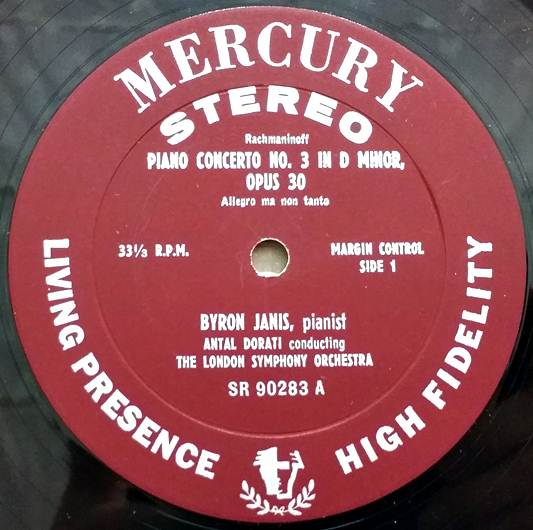 MERCURY
STEREO
Rachmaninoff
PIANO CONCERTO NO. 3 IN D MINOR,
OPUS 30
Allegro ma non tanto
33⅓ R.P.M.
MARGIN CONTROL
SIDE 1
BYRON JANIS, pianist
ANTAL DORATI conducting
THE LONDON SYMPHONY ORCHESTRA
SR 90283 A
LIVING PRESENCE
HIGH FIDELITY